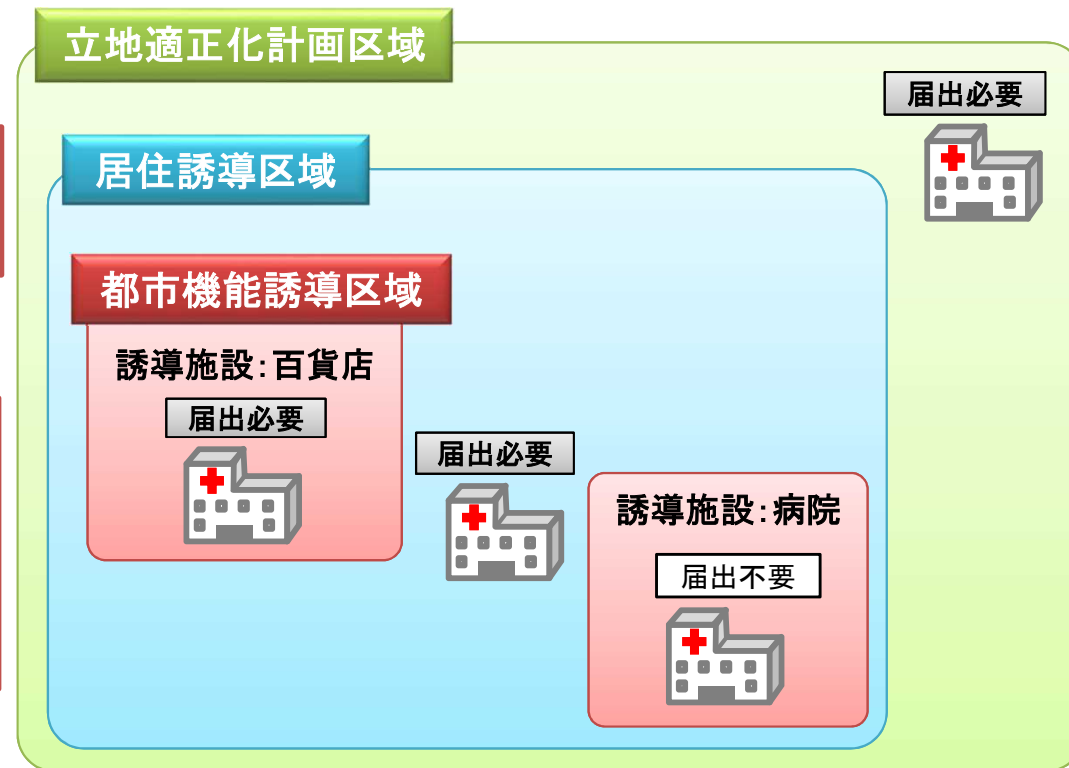 立地適正化計画区域
届出必要
居住誘導区域
都市機能誘導区域
誘導施設：百貨店
届出必要
届出必要
誘導施設：病院
届出不要